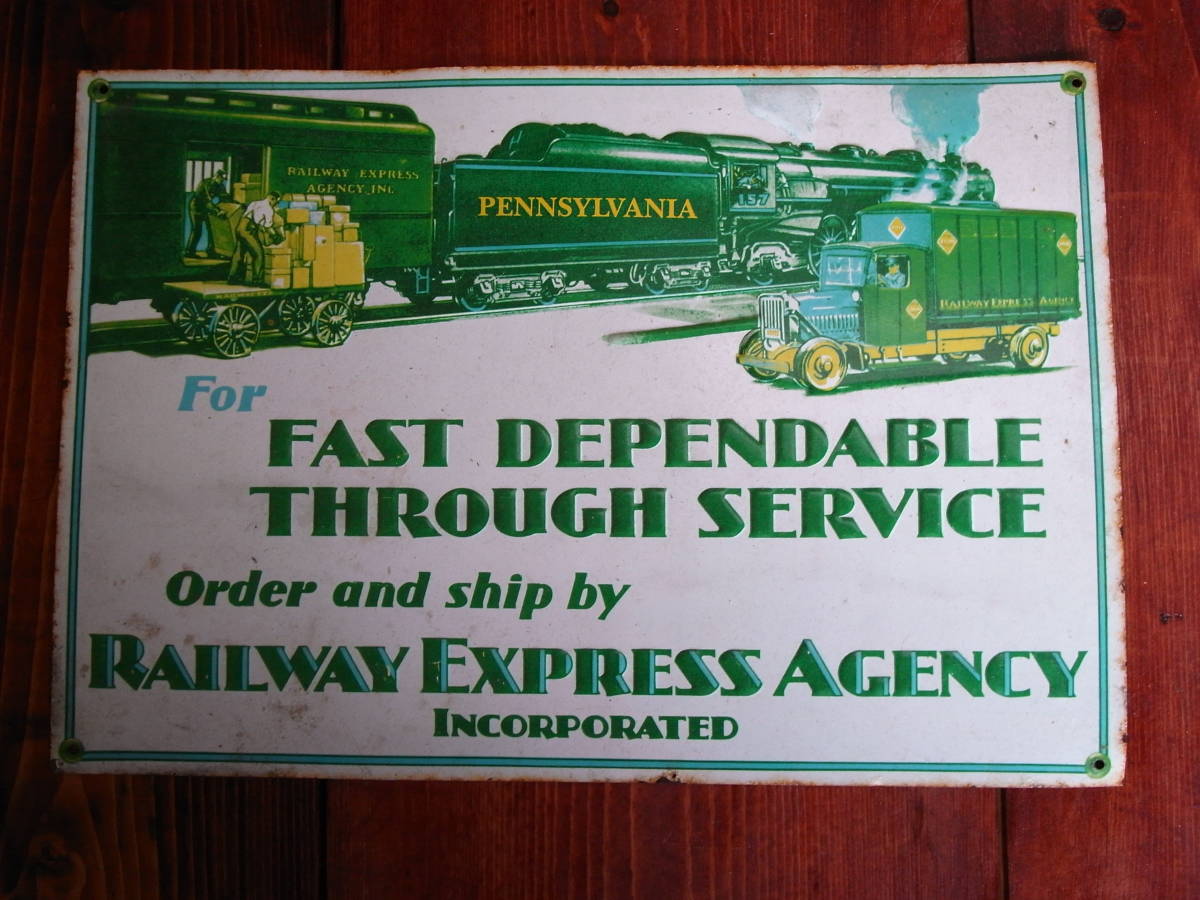 RAILWAY EXPRESS
AGENCY, INC
PENNSYLVANIA
157
RAILWAY EXPRESS AGENCY
For
FAST DEPENDABLE
THROUGH SERVICE
Order and ship by
RAILWAY EXPRESS AGENCY
INCORPORATED